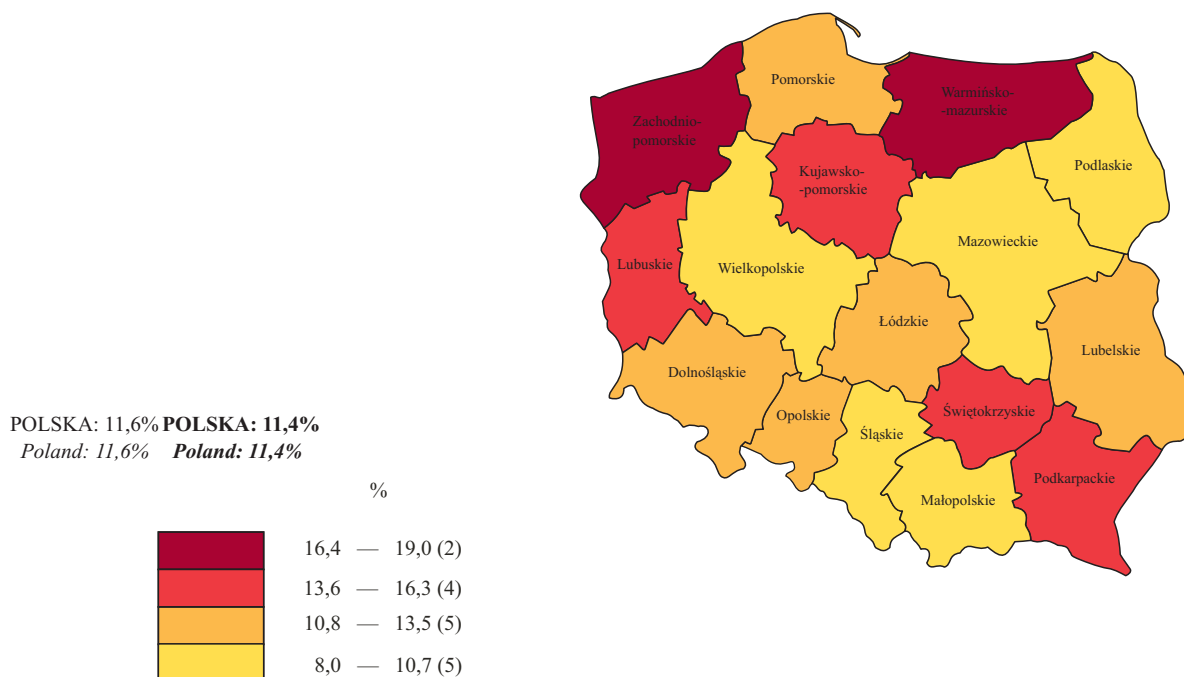 Pomorskie
Warmińsko-
-mazurskie
Zachodnio-
pomorskie
Podlaskie
Kujawsko-
-pomorskie
Mazowieckie
Lubuskie
Wielkopolskie
Łódzkie
Lubelskie
Dolnośląskie
Opolskie
Świętokrzyskie
Śląskie
Podkarpackie
Małopolskie
POLSKA: 11,6% POLSKA: 11,4%
Poland: 11,6% Poland: 11,4%
%
16,4 — 19,0 (2)
13,6 — 16,3 (4)
10,8 — 13,5 (5)
8,0 — 10,7 (5)